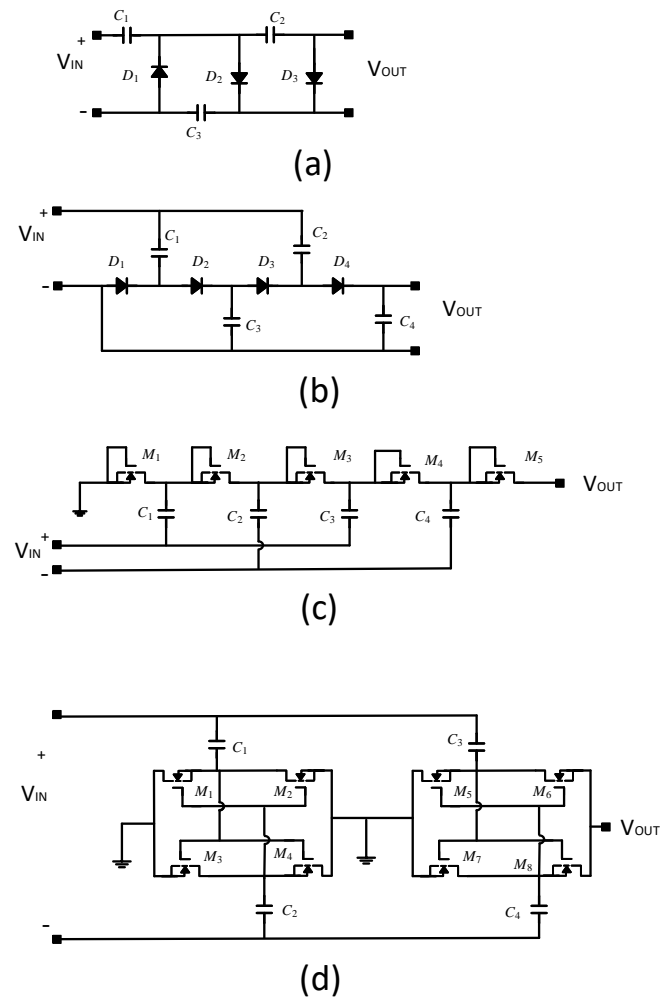 C1 C2
+
VIN D1 D2 D3 VOUT
-
C3
(a)
+
VIN C1 C2
D1 D2 D3 D4
-
C3 C4 VOUT
(b)
M1 M2 M3 M4 M5
VOUT
C1 C2 C3 C4
+
VIN
-
(c)
C1 C3
+
VIN M1 M2 M5 M6
VOUT
M3 M4 M7 M8
C2 C4
-
(d)